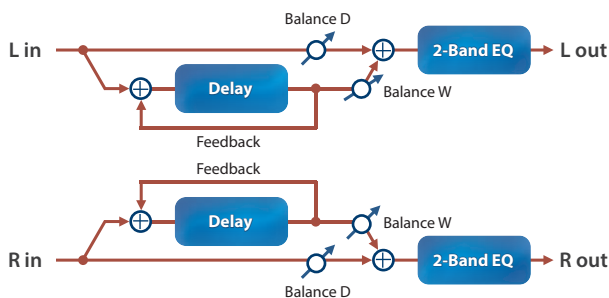 Balance D
L in
2-Band EQ
L out
Delay
Balance W
Feedback
Feedback
Delay
Balance W
R in
2-Band EQ
R out
Balance D